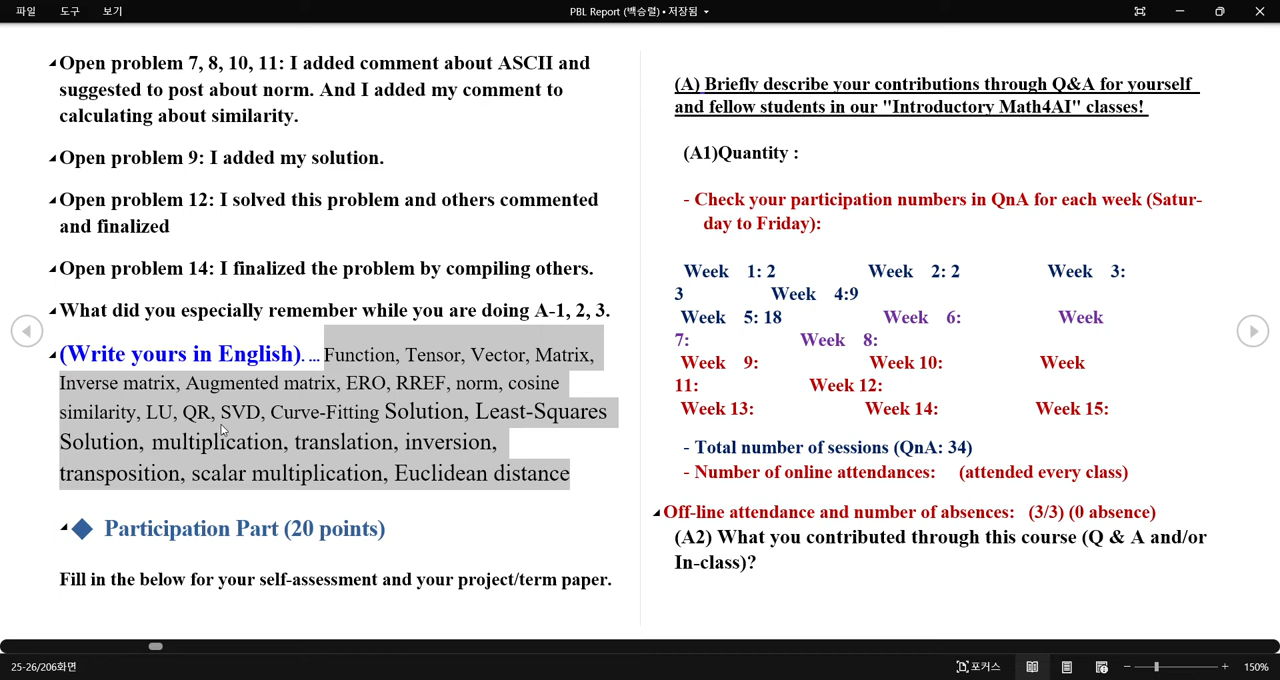 파일 도구 보기 PBL Report (백승렬) • 저장됨
Open problem 7, 8, 10, 11: I added comment about ASCII and
suggested to post about norm. And I added my comment to
calculating about similarity.
Open problem 9: I added my solution.
Open problem 12: I solved this problem and others commented
and finalized
Open problem 14: I finalized the problem by compiling others.
What did you especially remember while you are doing A-1, 2, 3.
(Write yours in English). ... Function, Tensor, Vector, Matrix,
Inverse matrix, Augmented matrix, ERO, RREF, norm, cosine
similarity, LU, QR, SVD, Curve-Fitting Solution, Least-Squares
Solution, multiplication, translation, inversion,
transposition, scalar multiplication, Euclidean distance
Participation Part (20 points)
Fill in the below for your self-assessment and your project/term paper.
(A) Briefly describe your contributions through Q&A for yourself
and fellow students in our "Introductory Math4AI" classes!
(A1)Quantity :
- Check your participation numbers in QnA for each week (Satur-
day to Friday):
Week 1: 2 Week 2: 2 Week 3:
3 Week 4:9
Week 5: 18 Week 6: Week
7: Week 8:
Week 9: Week 10: Week
11: Week 12:
Week 13: Week 14: Week 15:
- Total number of sessions (QnA: 34)
- Number of online attendances: (attended every class)
Off-line attendance and number of absences: (3/3) (0 absence)
(A2) What you contributed through this course (Q & A and/or
In-class)?
25-26/206화면 포커스 150%